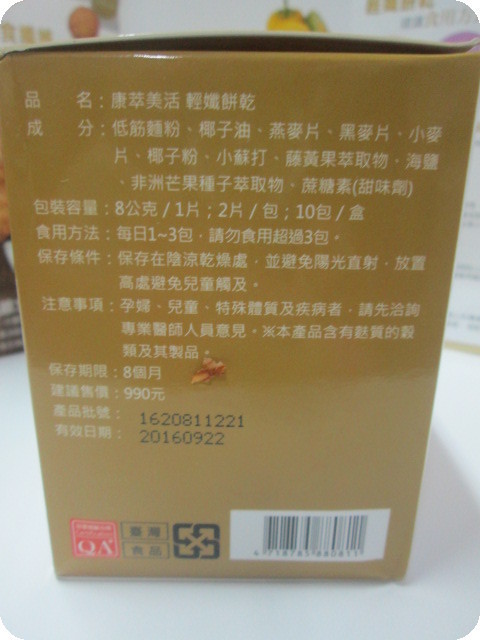 品　名：康萃美活 輕孅餅乾
成　分：低筋麵粉、椰子油、燕麥片、黑麥片、小麥
片、椰子粉、小蘇打、藤黃果萃取物、海鹽
、非洲芒果種子萃取物、蔗糖素(甜味劑)
包裝容量：8公克/1片；2片/包；10包/盒
食用方法：每日1~3包，請勿食用超過3包。
保存條件：保存在陰涼乾燥處，並避免陽光直射，放置
高處避免兒童觸及。
注意事項：孕婦、兒童、特殊體質及疾病者，請先洽詢
專業醫師人員意見。※本產品含有麩質的穀
類及其製品。
保存期限：8個月
建議售價：990元
產品批號：1620811221
有效日期：20160922
QA
臺灣
食品
4 718785 880811